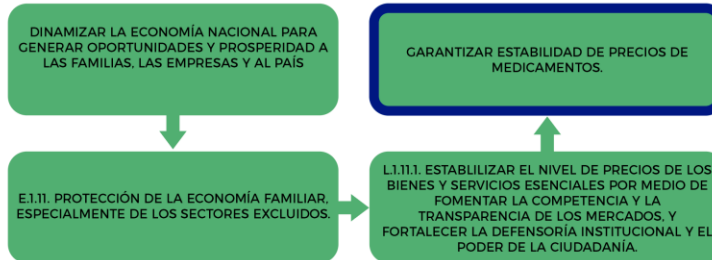 DINAMIZAR LA ECONOMÍA NACIONAL PARA
GENERAR OPORTUNIDADES Y PROSPERIDAD A
LAS FAMILIAS, LAS EMPRESAS Y AL PAÍS
GARANTIZAR ESTABILIDAD DE PRECIOS DE
MEDICAMENTOS.
E.1.11. PROTECCIÓN DE LA ECONOMÍA FAMILIAR,
ESPECIALMENTE DE LOS SECTORES EXCLUIDOS.
L.1.11.1. ESTABLILIZAR EL NIVEL DE PRECIOS DE LOS
BIENES Y SERVICIOS ESENCIALES POR MEDIO DE
FOMENTAR LA COMPETENCIA Y LA
TRANSPARENCIA DE LOS MERCADOS, Y
FORTALECER LA DEFENSORÍA INSTITUCIONAL Y EL
PODER DE LA CIUDADANÍA.